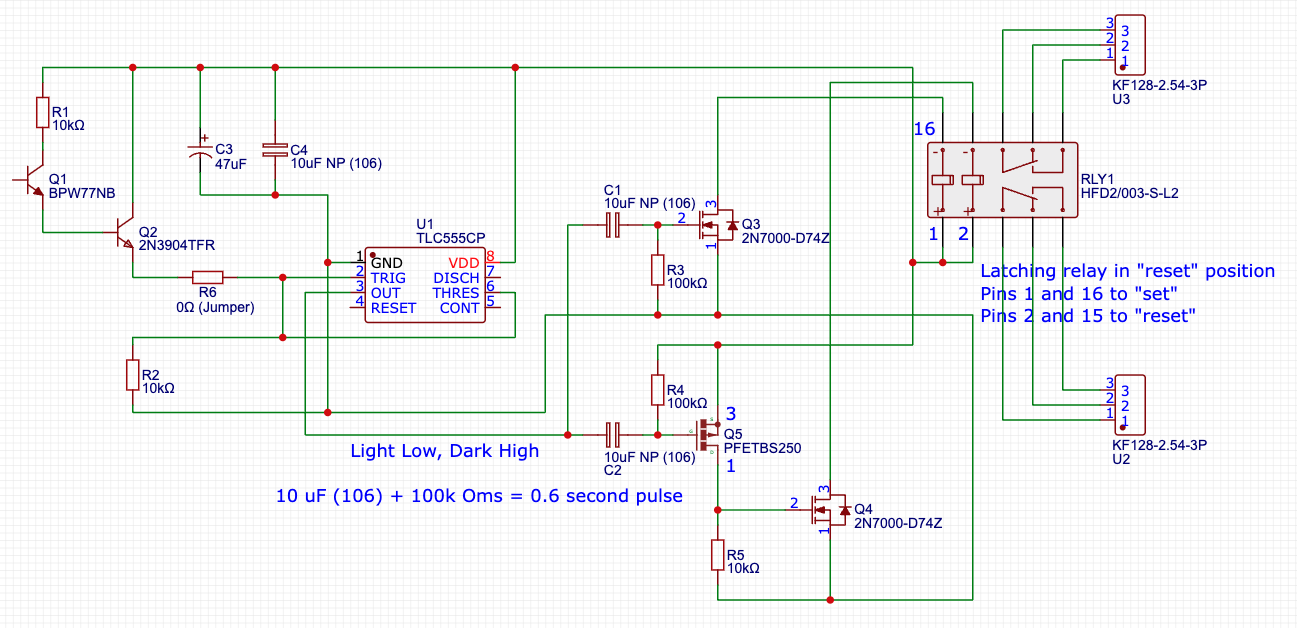 3
2
1
3
2
1
KF128-2.54-3P
U3
R1
10kΩ
C3
47uF
C4
10uF NP (106)
16
Q1
BPW77NB
RLY1
HFD2/003-S-L2
C1
10uF NP (106)
3
2
1
Q3
2N7000-D74Z
Q2
2N3904TFR
U1
TLC555CP
1
2
1 GND
2 TRIG
3 OUT
4 RESET
VDD 8
DISCH 7
THRES 6
CONT 5
R3
100kΩ
R6
0Ω (Jumper)
Latching relay in "reset" position
Pins 1 and 16 to "set"
Pins 2 and 15 to "reset"
R2
10kΩ
R4
100kΩ
3
Q5
PFETBS250
1
3
2
1
3
2
1
KF128-2.54-3P
U2
Light Low, Dark High
10uF NP (106)
C2
10 uF (106) + 100k Oms = 0.6 second pulse
3
2
1
Q4
2N7000-D74Z
R5
10kΩ